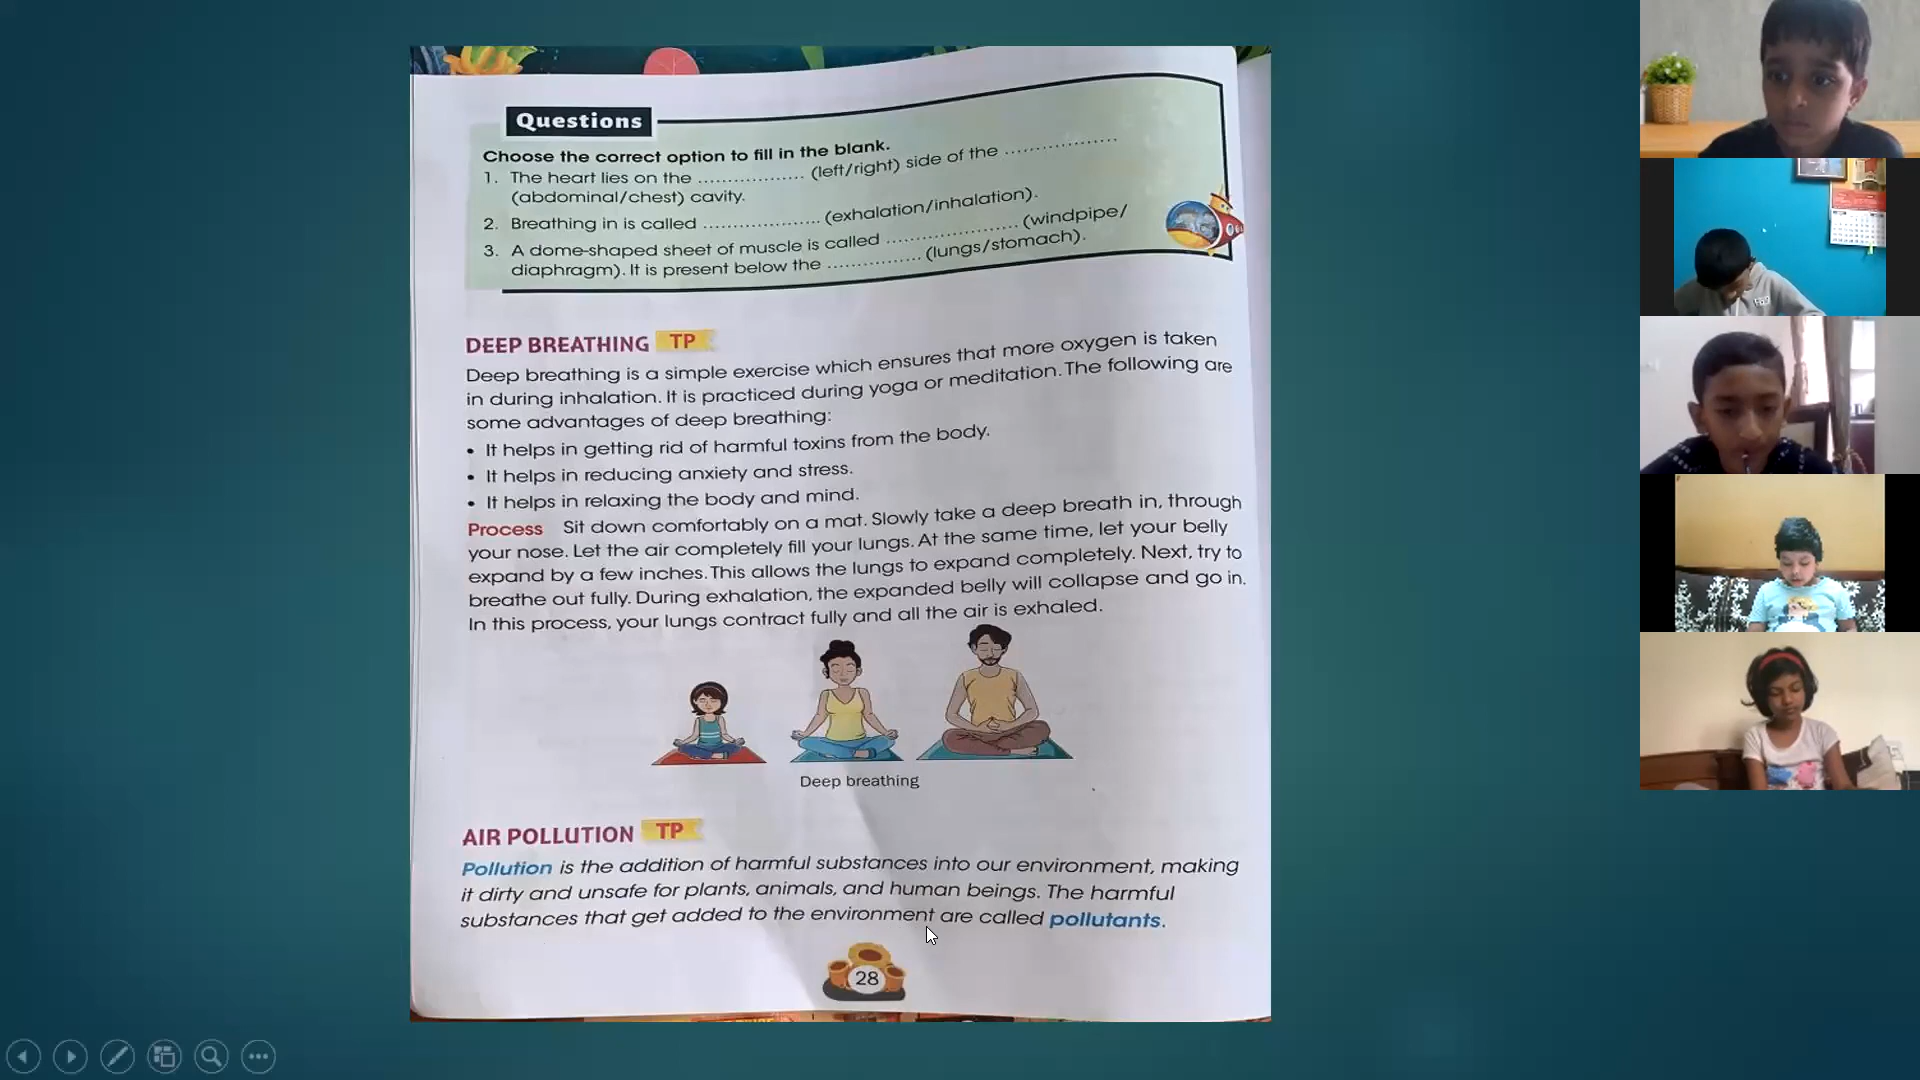 Questions
Choose the correct option to fill in the blank.
1. The heart lies on the .................. (left/right) side of the ...................
(abdominal/chest) cavity.
2. Breathing in is called .................... (exhalation/inhalation).
3. A dome-shaped sheet of muscle is called ....................... (windpipe/
diaphragm). It is present below the ................ (lungs/stomach).
DEEP BREATHING TP
Deep breathing is a simple exercise which ensures that more oxygen is taken
in during inhalation. It is practiced during yoga or meditation. The following are
some advantages of deep breathing:
• It helps in getting rid of harmful toxins from the body.
• It helps in reducing anxiety and stress.
• It helps in relaxing the body and mind.
Process Sit down comfortably on a mat. Slowly take a deep breath in, through
your nose. Let the air completely fill your lungs. At the same time, let your belly
expand by a few inches. This allows the lungs to expand completely. Next, try to
breathe out fully. During exhalation, the expanded belly will collapse and go in.
In this process, your lungs contract fully and all the air is exhaled.
Deep breathing
AIR POLLUTION TP
Pollution is the addition of harmful substances into our environment, making
it dirty and unsafe for plants, animals, and human beings. The harmful
substances that get added to the environment are called pollutants.
28